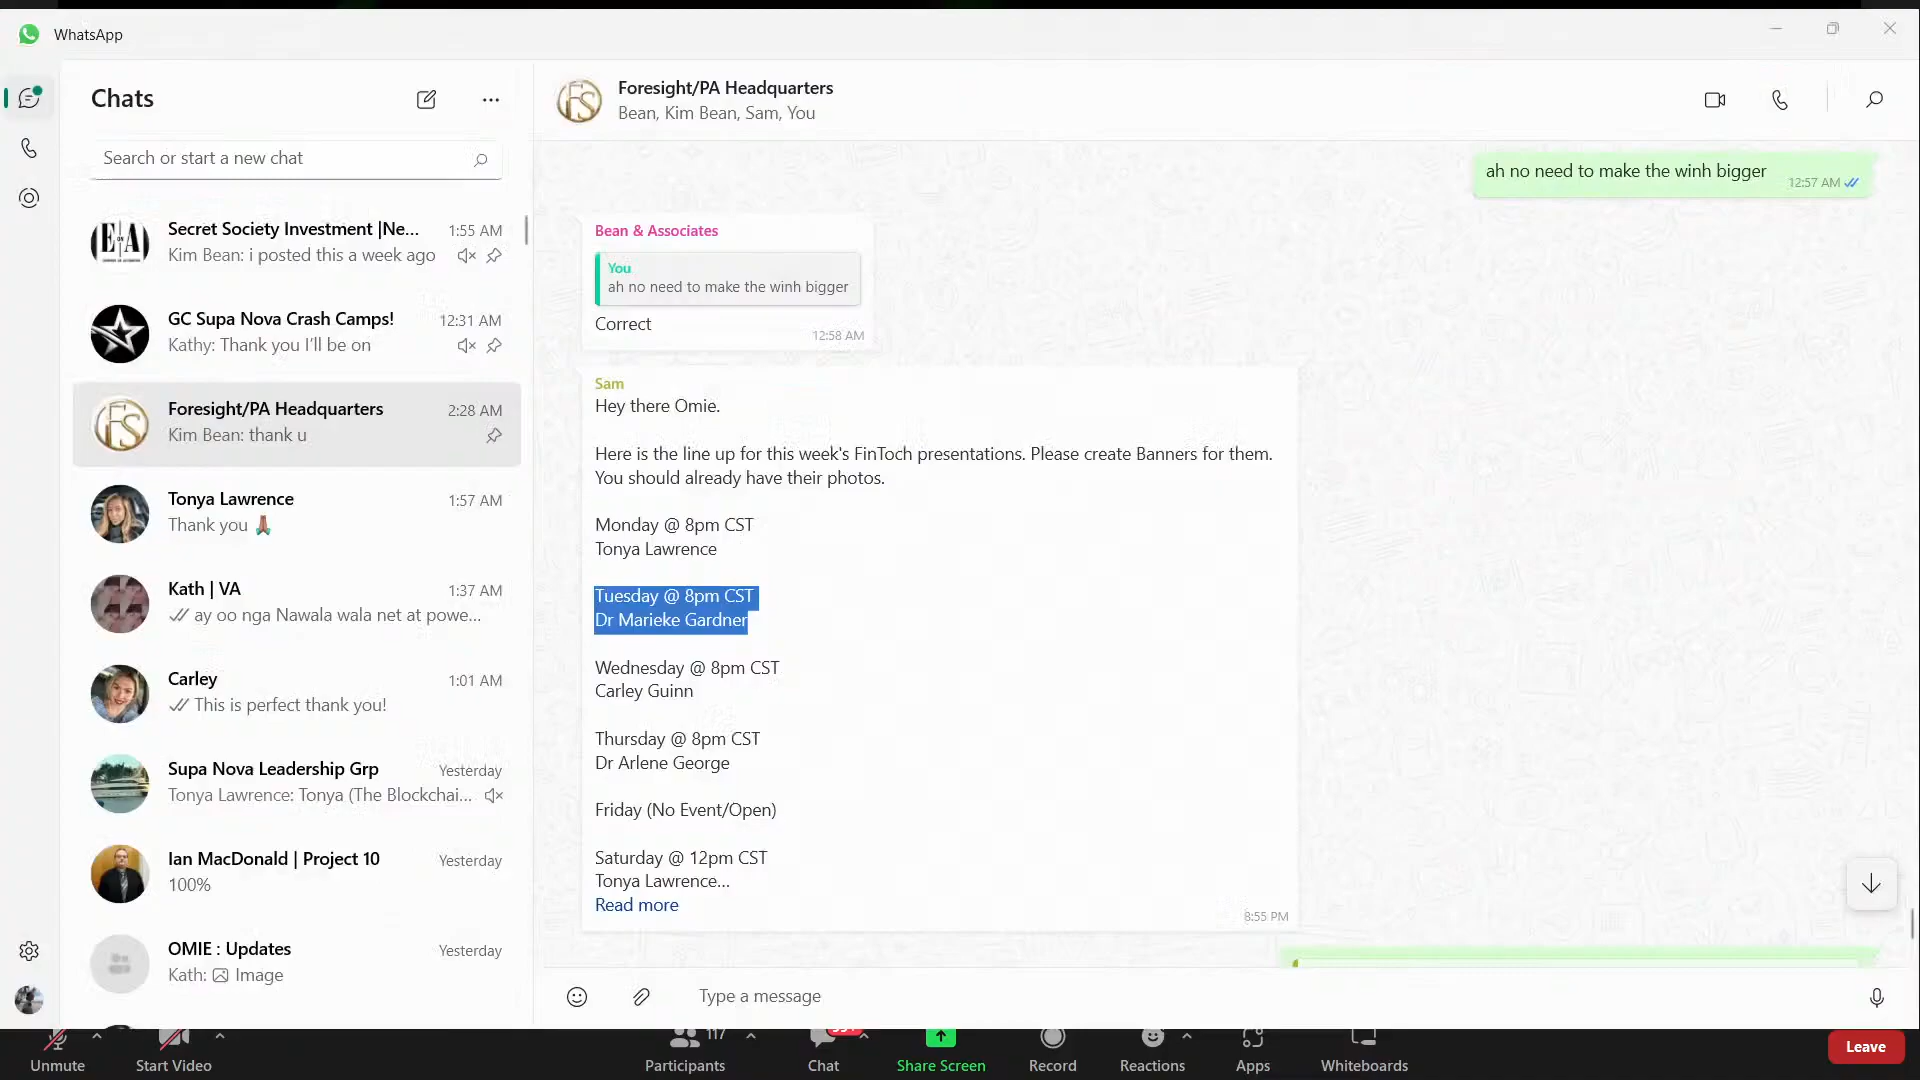 WhatsApp
Chats
Search or start a new chat
Secret Society Investment |Ne...
1:55 AM
Kim Bean: i posted this a week ago
GC Supa Nova Crash Camps!
12:31 AM
Kathy: Thank you I'll be on
Foresight/PA Headquarters
2:28 AM
Kim Bean: thank u
Tonya Lawrence
1:57 AM
Thank you
Kath | VA
1:37 AM
ay oo nga Nawala wala net at powe...
Carley
1:01 AM
This is perfect thank you!
Supa Nova Leadership Grp
Yesterday
Tonya Lawrence: Tonya (The Blockchai...
Ian MacDonald | Project 10
Yesterday
100%
OMIE : Updates
Yesterday
Kath: Image
Foresight/PA Headquarters
Bean, Kim Bean, Sam, You
ah no need to make the winh bigger
12:57 AM
Bean & Associates
You
ah no need to make the winh bigger
Correct
12:58 AM
Sam
Hey there Omie.
Here is the line up for this week's FinToch presentations. Please create Banners for them.
You should already have their photos.
Monday @ 8pm CST
Tonya Lawrence
Tuesday @ 8pm CST
Dr Marieke Gardner
Wednesday @ 8pm CST
Carley Guinn
Thursday @ 8pm CST
Dr Arlene George
Friday (No Event/Open)
Saturday @ 12pm CST
Tonya Lawrence...
Read more
8:55 PM
Type a message
Unmute
Start Video
117
Participants
Chat
Share Screen
Record
Reactions
Apps
Whiteboards
Leave